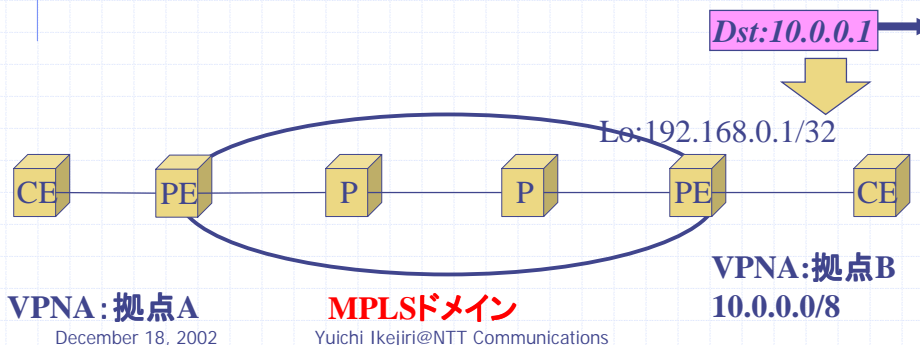 Dst:10.0.0.1
Lo:192.168.0.1/32
CE
PE
P
P
PE
CE
VPNA:拠点A
MPLSドメイン
VPNA:拠点B
10.0.0.0/8
December 18, 2002
Yuichi Ikejiri@NTT Communications